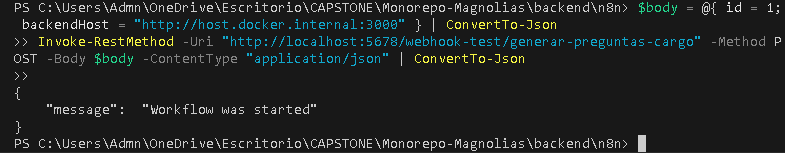 PS C:\Users\Admn\OneDrive\Escritorio\CAPSTONE\Monorepo-Magnolias\backend\n8n> $body = @{ id = 1;
 backendHost = "http://host.docker.internal:3000" } | ConvertTo-Json
>> Invoke-RestMethod -Uri "http://localhost:5678/webhook-test/generar-preguntas-cargo" -Method P
OST -Body $body -ContentType "application/json" | ConvertTo-Json
>>
{
    "message":  "Workflow was started"
}
PS C:\Users\Admn\OneDrive\Escritorio\CAPSTONE\Monorepo-Magnolias\backend\n8n>